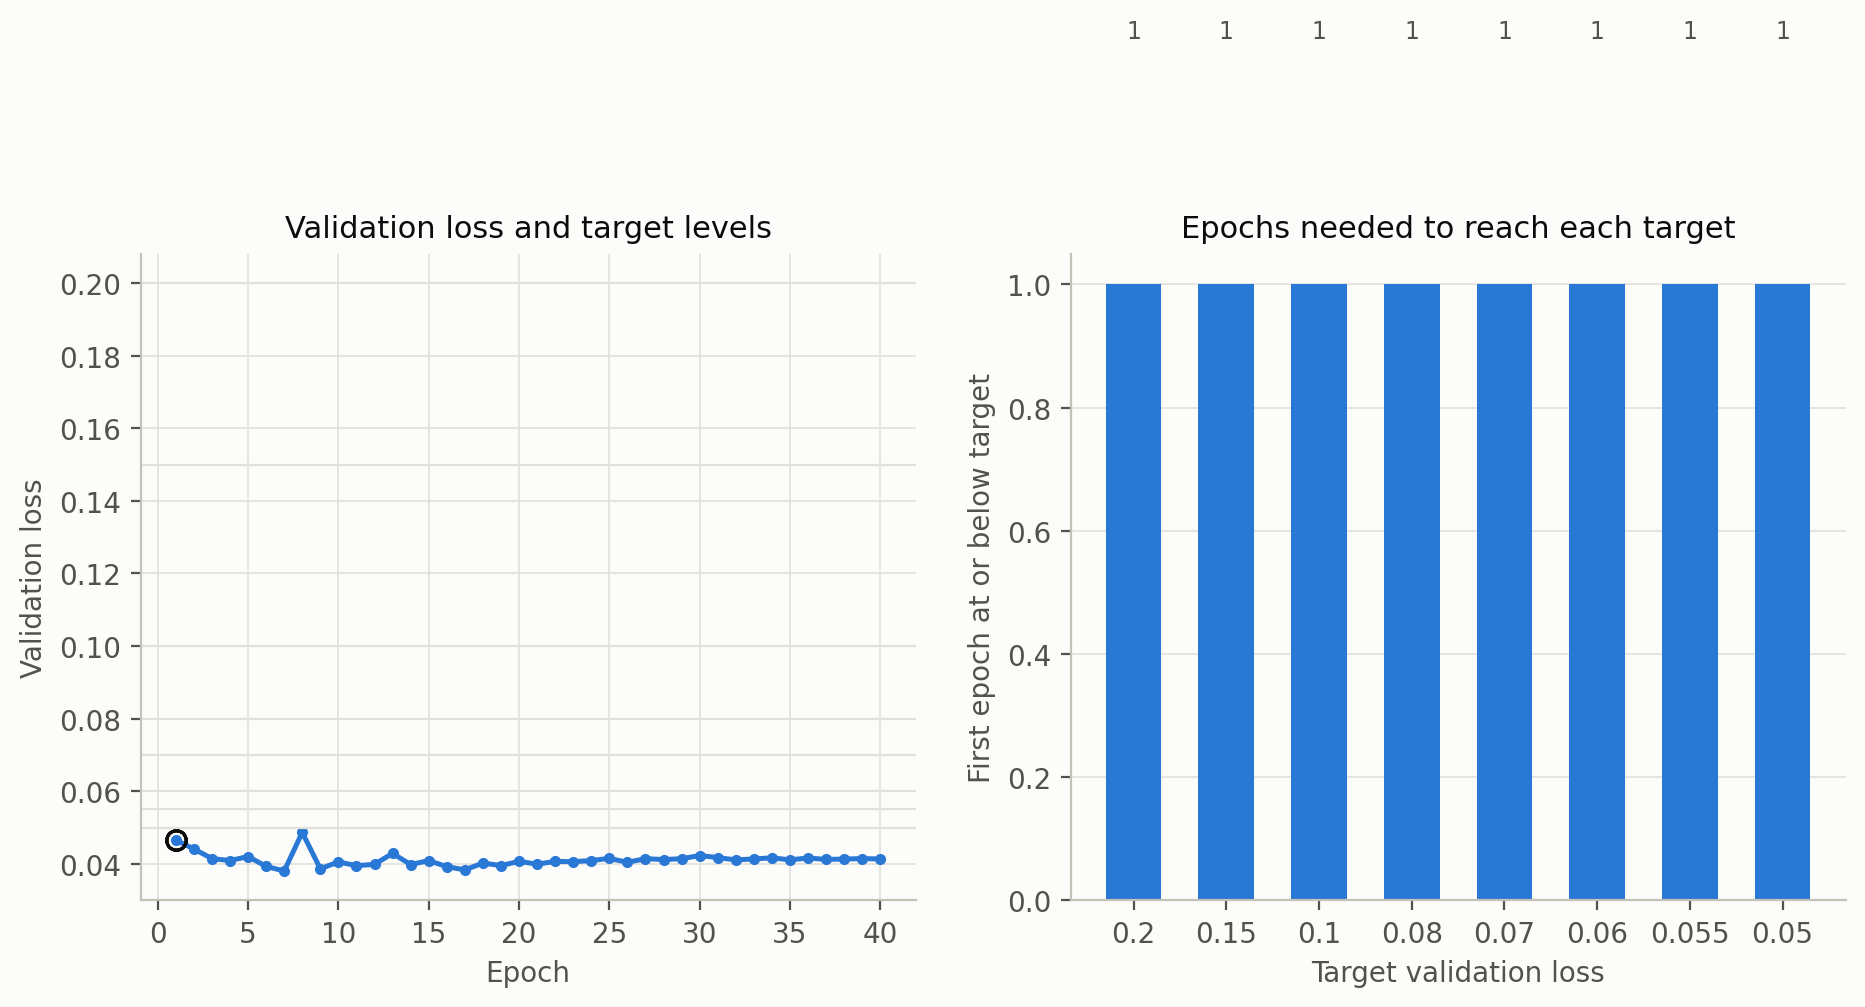 1 1 1 1 1 1 1 1
Validation loss and target levels
Validation loss
0.20
0.18
0.16
0.14
0.12
0.10
0.08
0.06
0.04
0 5 10 15 20 25 30 35 40
Epoch
Epochs needed to reach each target
First epoch at or below target
1.0
0.8
0.6
0.4
0.2
0.0
0.2 0.15 0.1 0.08 0.07 0.06 0.055 0.05
Target validation loss